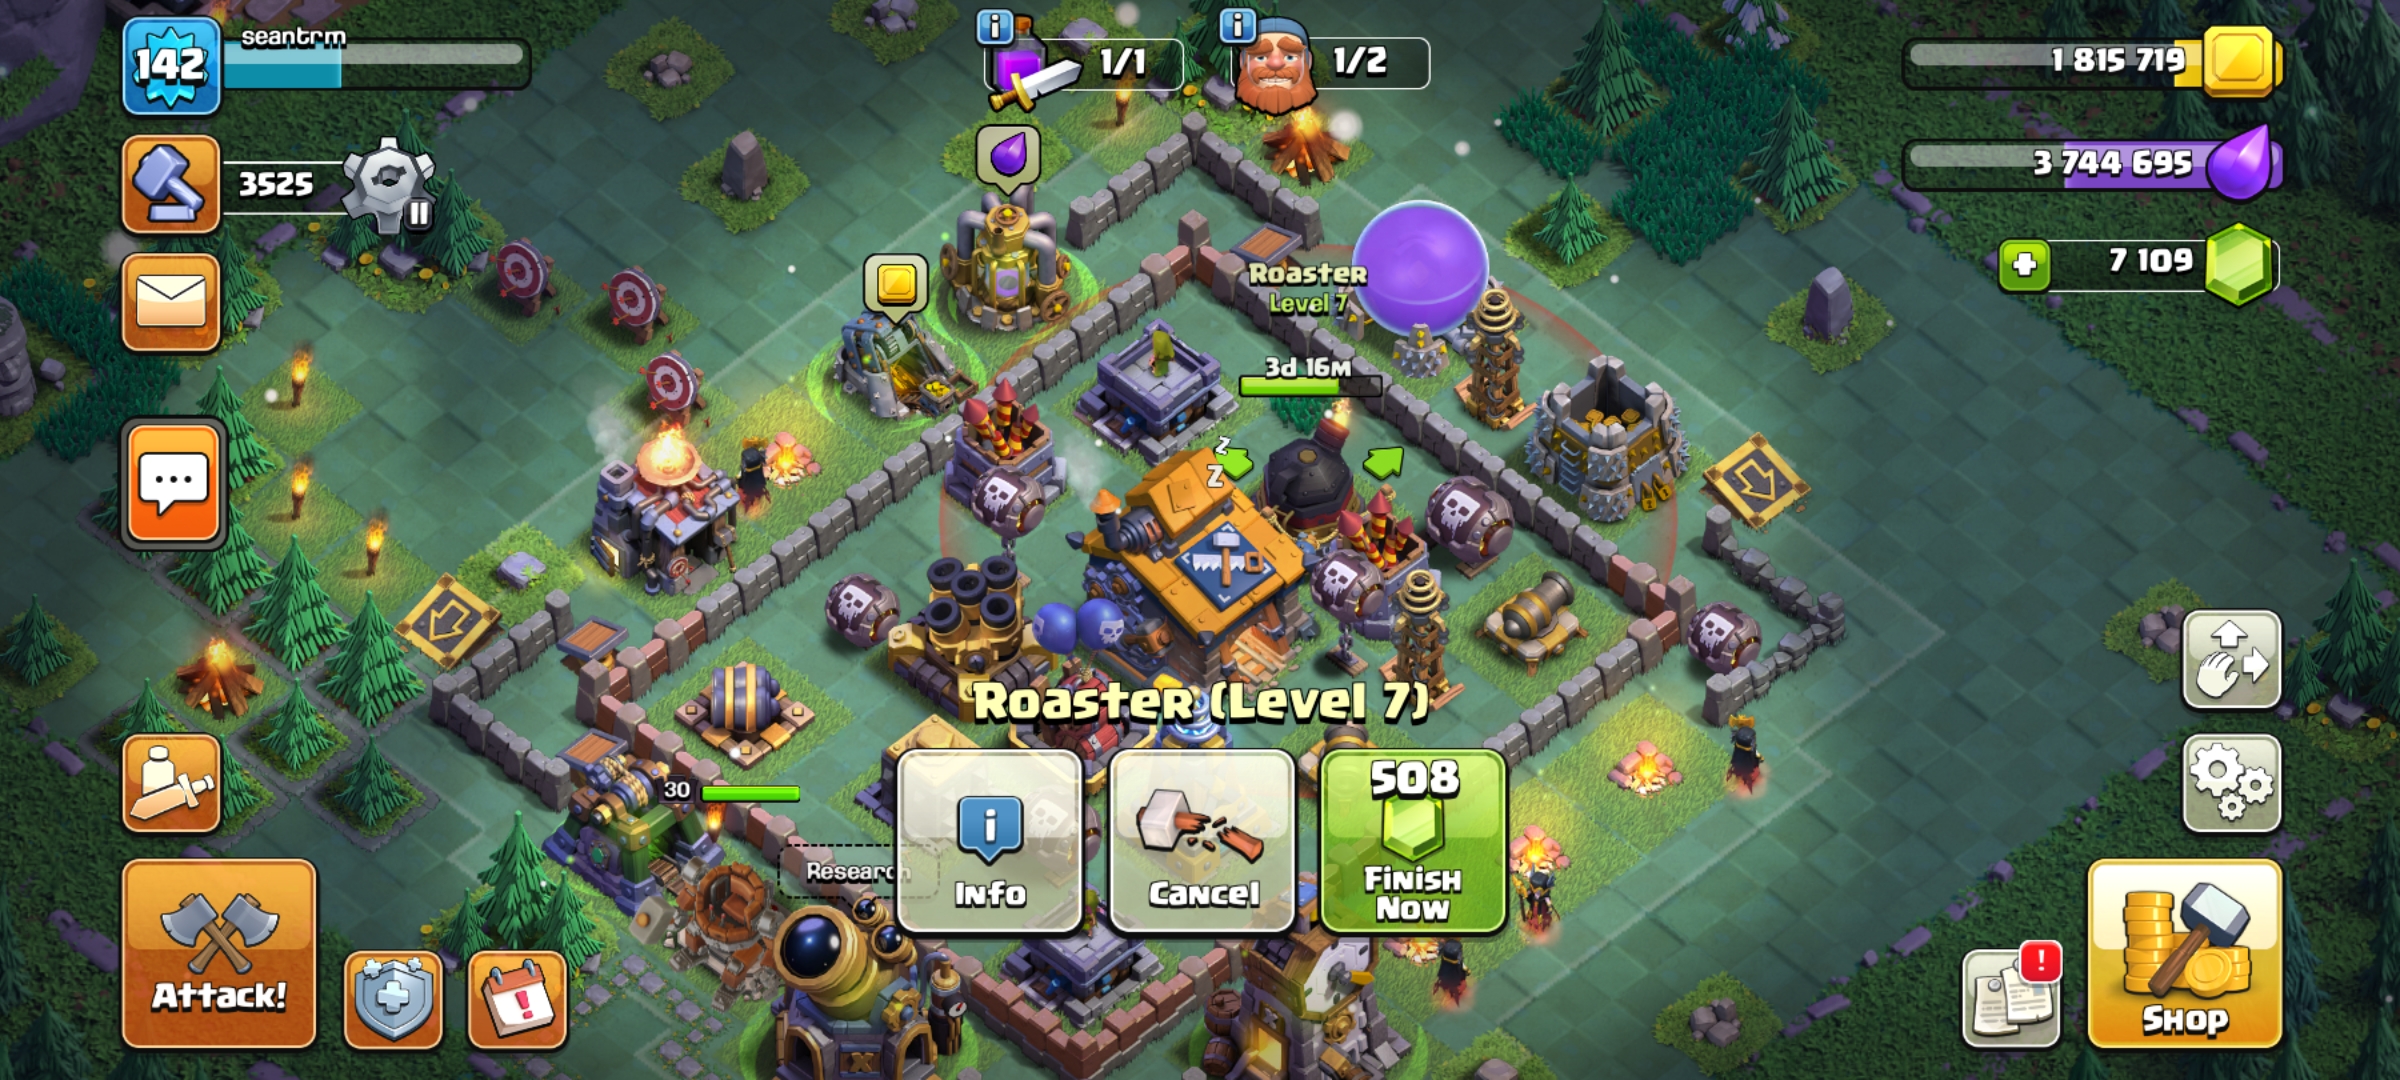 142
seantrm
1/1
1/2
1 815 719
3525
3 744 695
7 109
Roaster
Level 7
3d 16m
z
Z
Roaster (Level 7)
30
Research
Info
Cancel
508
Finish
Now
Attack!
Shop